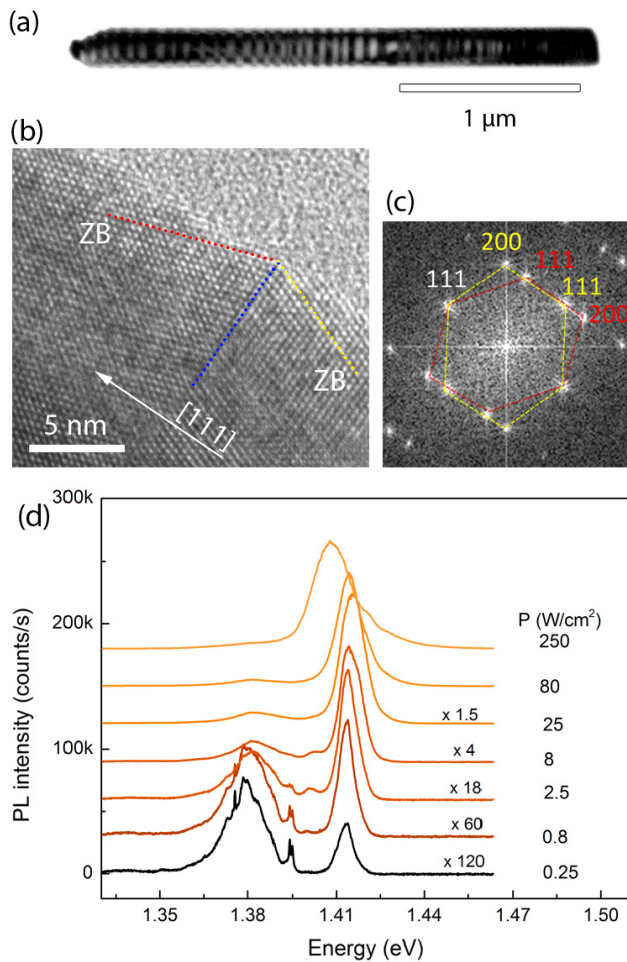 (a)
1 µm
(b)
ZB
ZB
[111]
5 nm
(c)
200
111
111
111
200
(d)
300k
200k
100k
0
PL intensity (counts/s)
P (W/cm²)
250
80
x 1.5
25
x 4
8
x 18
2.5
x 60
0.8
x 120
0.25
1.35
1.38
1.41
1.44
1.47
1.50
Energy (eV)